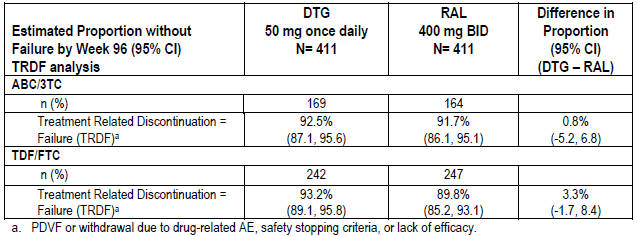 Estimated Proportion without
Failure by Week 96 (95% CI)
TRDF analysis
DTG
50 mg once daily
N= 411
RAL
400 mg BID
N= 411
Difference in
Proportion
(95% CI)
(DTG – RAL)
ABC/3TC
n (%) 169 164
Treatment Related Discontinuation =
Failure (TRDF)a
92.5%
(87.1, 95.6)
91.7%
(86.1, 95.1)
0.8%
(-5.2, 6.8)
TDF/FTC
n (%) 242 247
Treatment Related Discontinuation =
Failure (TRDF)a
93.2%
(89.1, 95.8)
89.8%
(85.2, 93.1)
3.3%
(-1.7, 8.4)
a. PDVF or withdrawal due to drug-related AE, safety stopping criteria, or lack of efficacy.